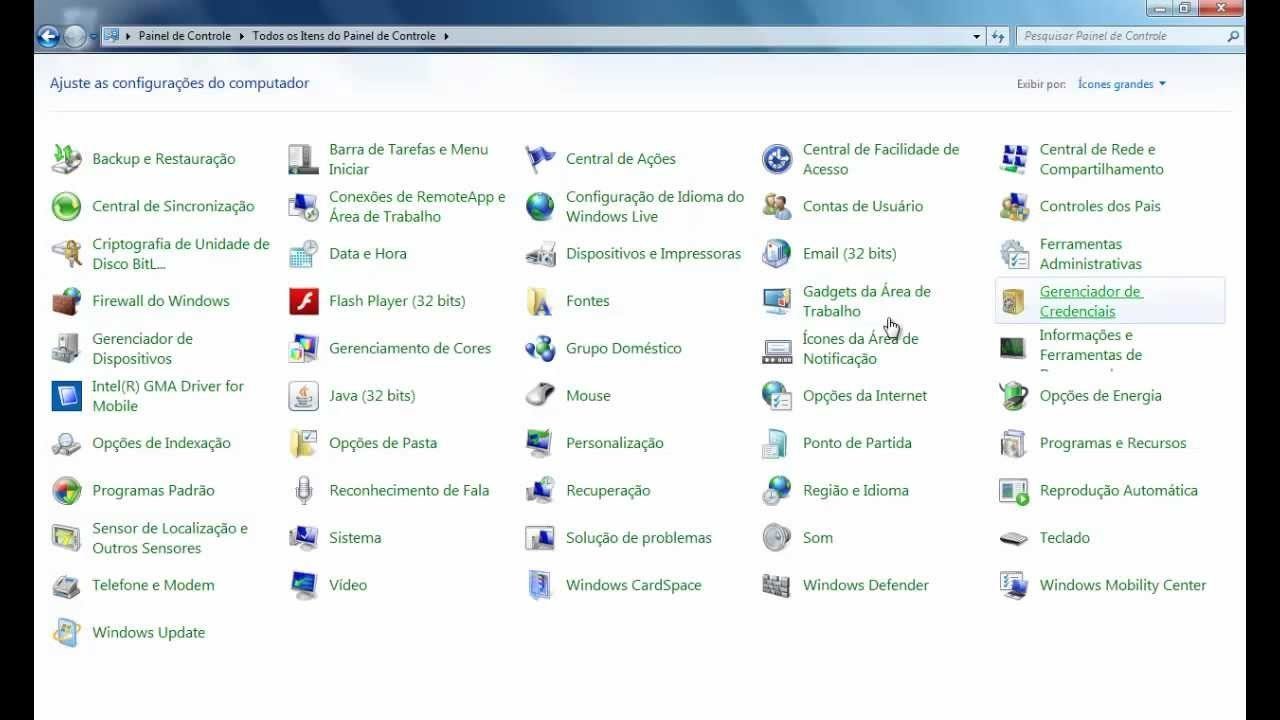 Painel de Controle
Todos os Itens do Painel de Controle
Pesquisar Painel de Controle
Ajuste as configurações do computador
Exibir por:
Ícones grandes
Backup e Restauração
Barra de Tarefas e Menu
Iniciar
Central de Ações
Central de Facilidade de
Acesso
Central de Rede e
Compartilhamento
Central de Sincronização
Conexões de RemoteApp e
Área de Trabalho
Configuração de Idioma do
Windows Live
Contas de Usuário
Controles dos Pais
Criptografia de Unidade de
Disco BitL...
Data e Hora
Dispositivos e Impressoras
Email (32 bits)
Ferramentas
Administrativas
Firewall do Windows
Flash Player (32 bits)
Fontes
Gadgets da Área de
Trabalho
Gerenciador de
Credenciais
Gerenciador de
Dispositivos
Gerenciamento de Cores
Grupo Doméstico
Ícones da Área de
Notificação
Informações e
Ferramentas de
Intel(R) GMA Driver for
Mobile
Java (32 bits)
Mouse
Opções da Internet
Opções de Energia
Opções de Indexação
Opções de Pasta
Personalização
Ponto de Partida
Programas e Recursos
Programas Padrão
Reconhecimento de Fala
Recuperação
Região e Idioma
Reprodução Automática
Sensor de Localização e
Outros Sensores
Sistema
Solução de problemas
Som
Teclado
Telefone e Modem
Vídeo
Windows CardSpace
Windows Defender
Windows Mobility Center
Windows Update